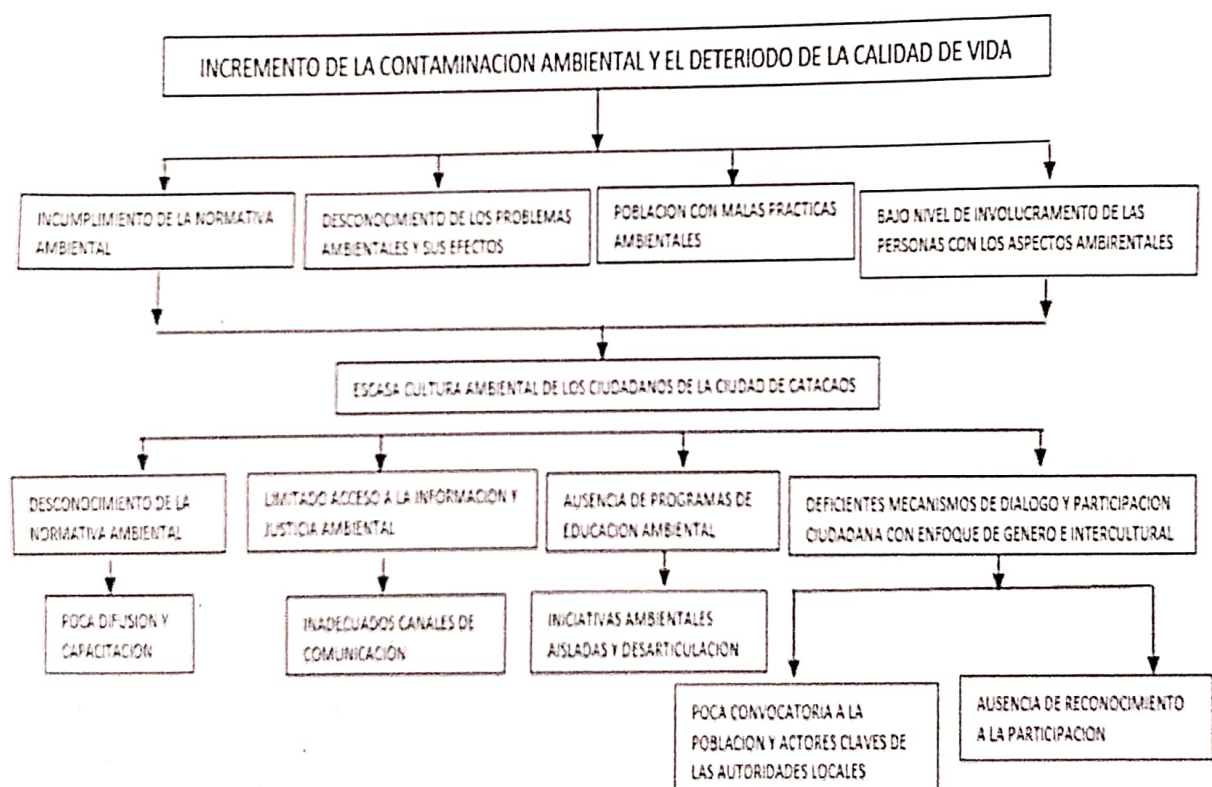 INCREMENTO DE LA CONTAMINACION AMBIENTAL Y EL DETERIODO DE LA CALIDAD DE VIDA
INCUMPLIMIENTO DE LA NORMATIVA
AMBIENTAL
DESCONOCIMIENTO DE LOS PROBLEMAS
AMBIENTALES Y SUS EFECTOS
POBLACION CON MALAS PRACTICAS
AMBIENTALES
BAJO NIVEL DE INVOLUCRAMENTO DE LAS
PERSONAS CON LOS ASPECTOS AMBIRENTALES
ESCASA CULTURA AMBIENTAL DE LOS CIUDADANOS DE LA CIUDAD DE CATACAOS
DESCONOCIMIENTO DE LA
NORMATIVA AMBIENTAL
LIMITADO ACCESO A LA INFORMACION Y
JUSTICIA AMBIENTAL
AUSENCIA DE PROGRAMAS DE
EDUCACION AMBIENTAL
DEFICIENTES MECANISMOS DE DIALOGO Y PARTICIPACION
CIUDADANA CON ENFOQUE DE GENERO E INTERCULTURAL
POCA DIFUSION Y
CAPACITACION
INADECUADOS CANALES DE
COMUNICACIÓN
INICIATIVAS AMBIENTALES
AISLADAS Y DESARTICULACION
POCA CONVOCATORIA A LA
POBLACION Y ACTORES CLAVES DE
LAS AUTORIDADES LOCALES
AUSENCIA DE RECONOCIMIENTO
A LA PARTICIPACION